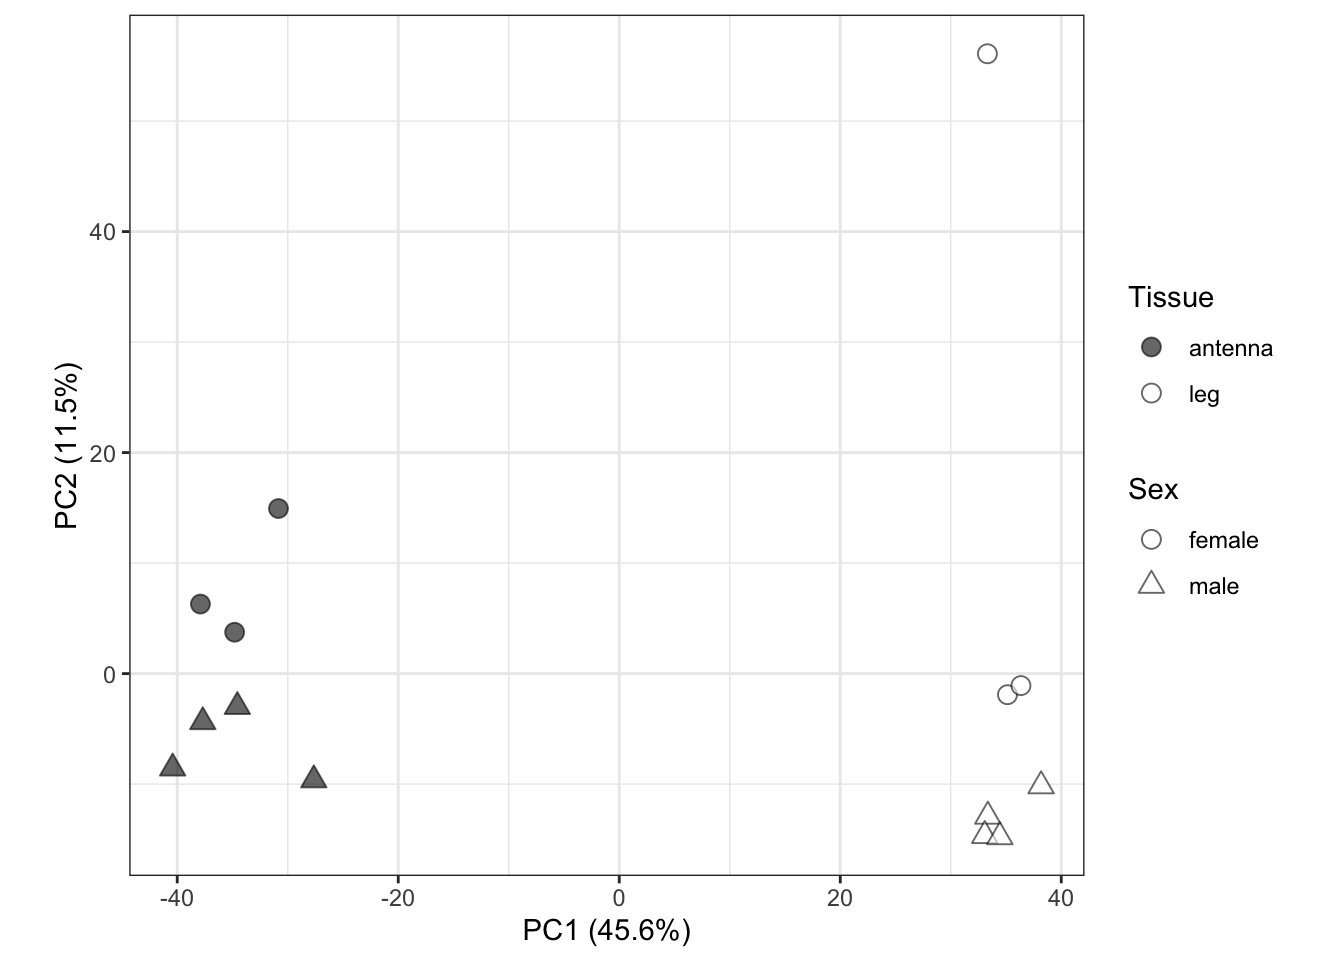 40
20
0
-40
-20
0
20
40
PC1 (45.6%)
PC2 (11.5%)
Tissue
antenna
leg
Sex
female
male